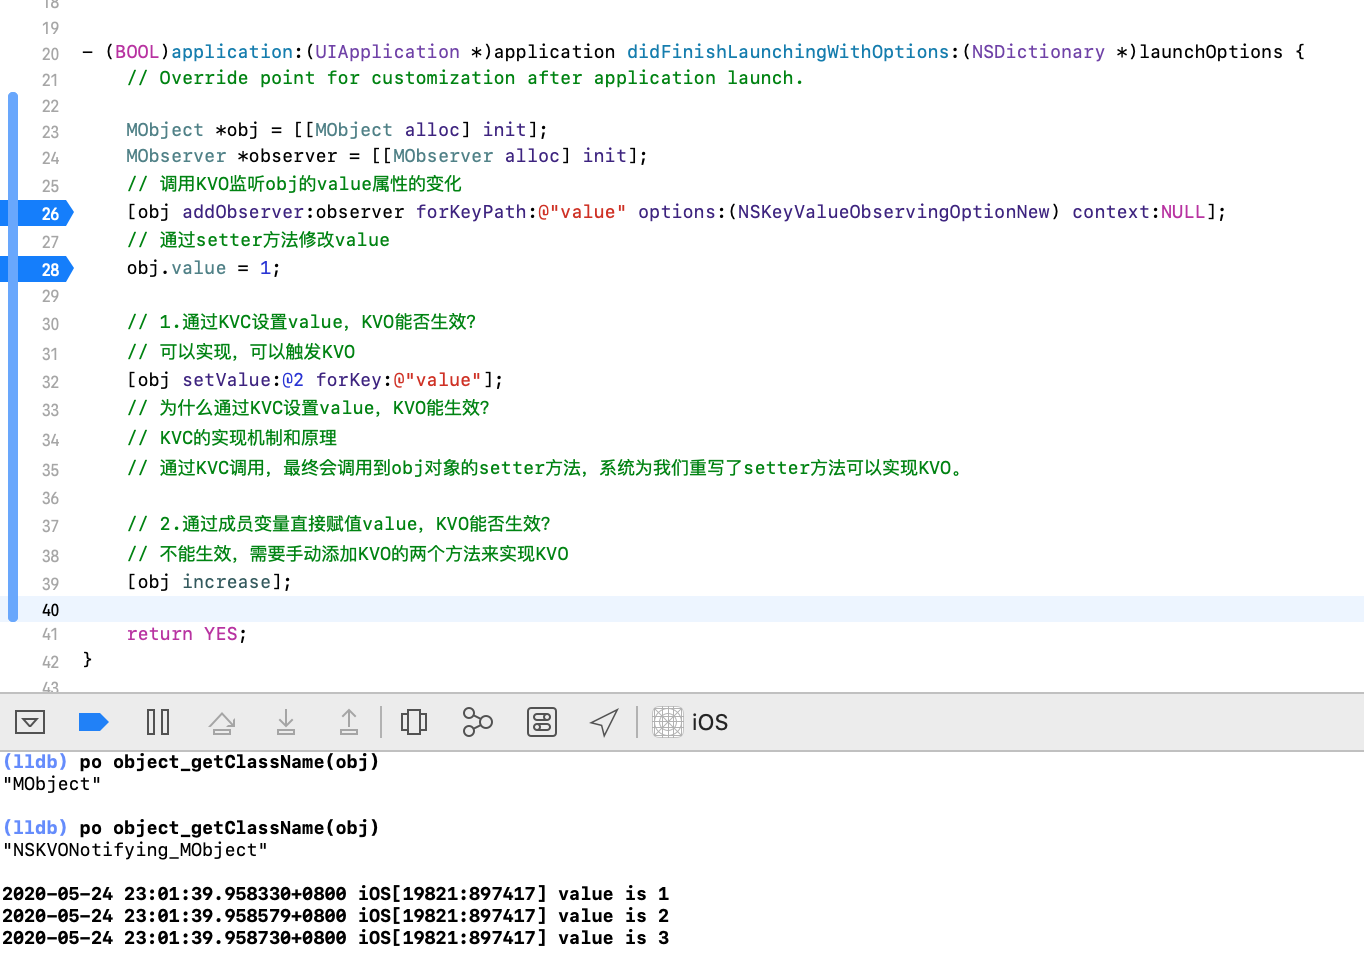 18
19
20 - (BOOL)application:(UIApplication *)application didFinishLaunchingWithOptions:(NSDictionary *)launchOptions {
21 // Override point for customization after application launch.
22
23 MObject *obj = [[MObject alloc] init];
24 MObserver *observer = [[MObserver alloc] init];
25 // 调用KVO监听obj的value属性的变化
26 [obj addObserver:observer forKeyPath:@"value" options:(NSKeyValueObservingOptionNew) context:NULL];
27 // 通过setter方法修改value
28 obj.value = 1;
29
30 // 1.通过KVC设置value，KVO能否生效？
31 // 可以实现，可以触发KVO
32 [obj setValue:@2 forKey:@"value"];
33 // 为什么通过KVC设置value，KVO能生效？
34 // KVC的实现机制和原理
35 // 通过KVC调用，最终会调用到obj对象的setter方法，系统为我们重写了setter方法可以实现KVO。
36
37 // 2.通过成员变量直接赋值value，KVO能否生效？
38 // 不能生效，需要手动添加KVO的两个方法来实现KVO
39 [obj increase];
40
41 return YES;
42 }
43
iOS
(lldb) po object_getClassName(obj)
"MObject"
(lldb) po object_getClassName(obj)
"NSKVONotifying_MObject"
2020-05-24 23:01:39.958330+0800 iOS[19821:897417] value is 1
2020-05-24 23:01:39.958579+0800 iOS[19821:897417] value is 2
2020-05-24 23:01:39.958730+0800 iOS[19821:897417] value is 3